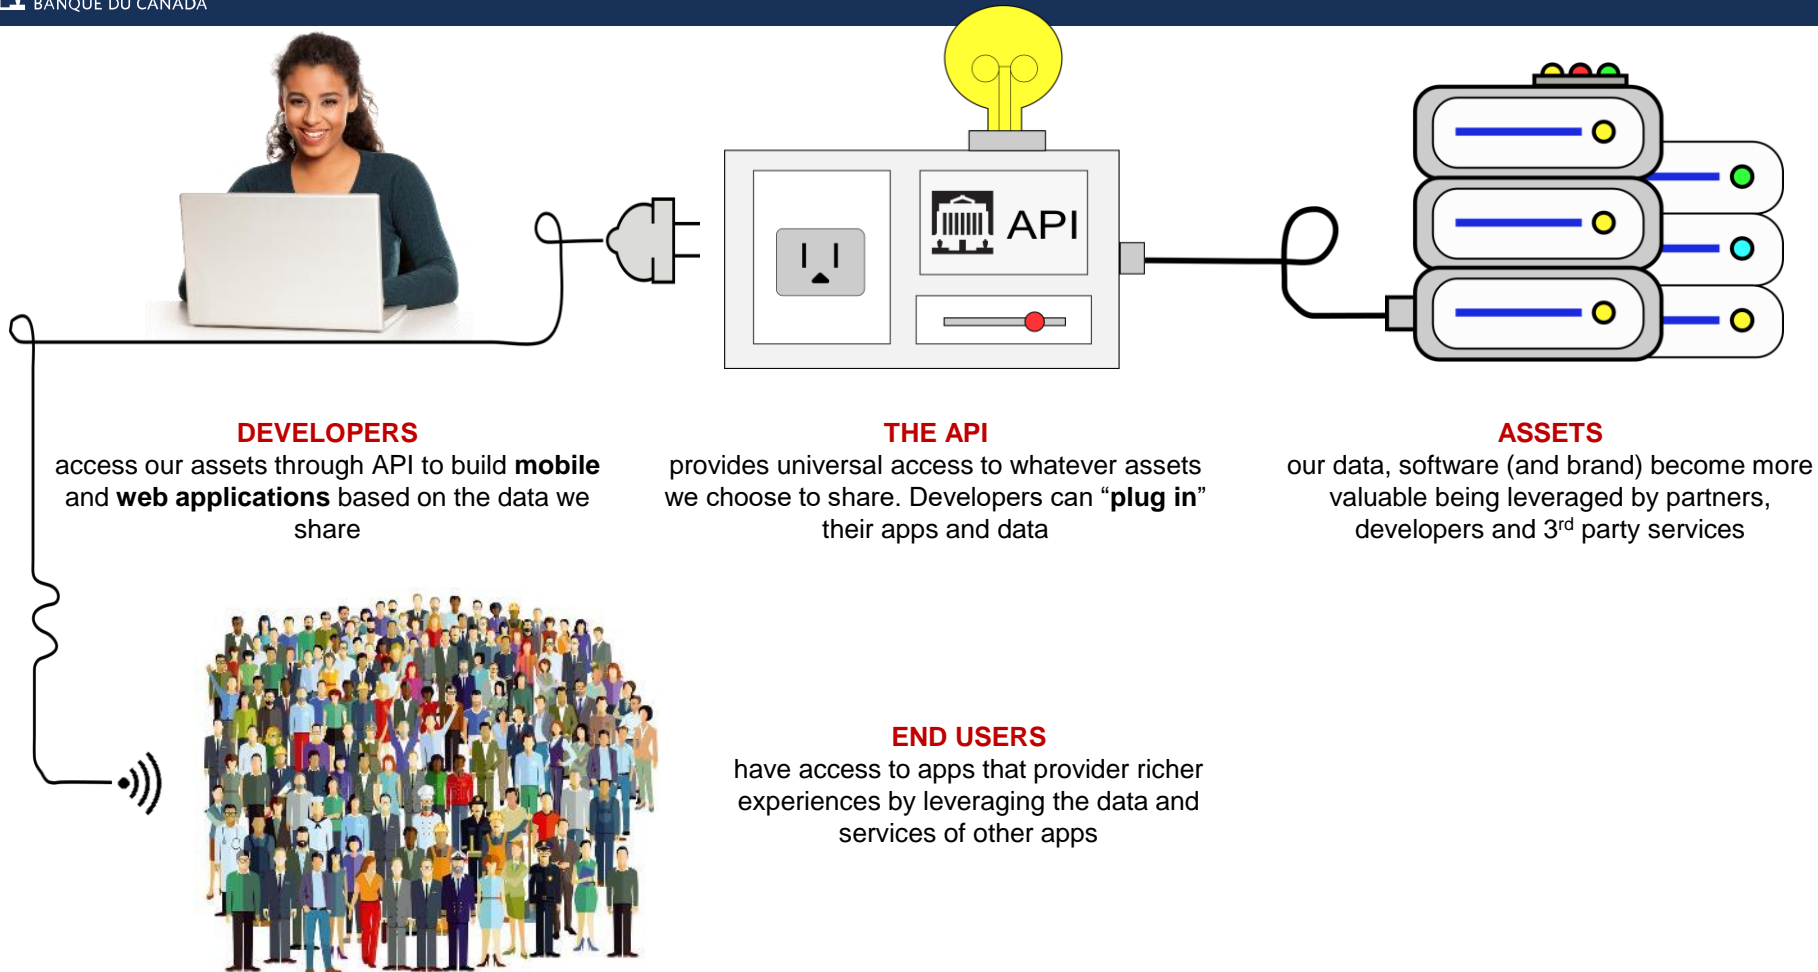 BANQUE DU CANADA
API
DEVELOPERS
access our assets through API to build mobile
and web applications based on the data we
share
THE API
provides universal access to whatever assets
we choose to share. Developers can “plug in”
their apps and data
ASSETS
our data, software (and brand) become more
valuable being leveraged by partners,
developers and 3rd party services
END USERS
have access to apps that provider richer
experiences by leveraging the data and
services of other apps